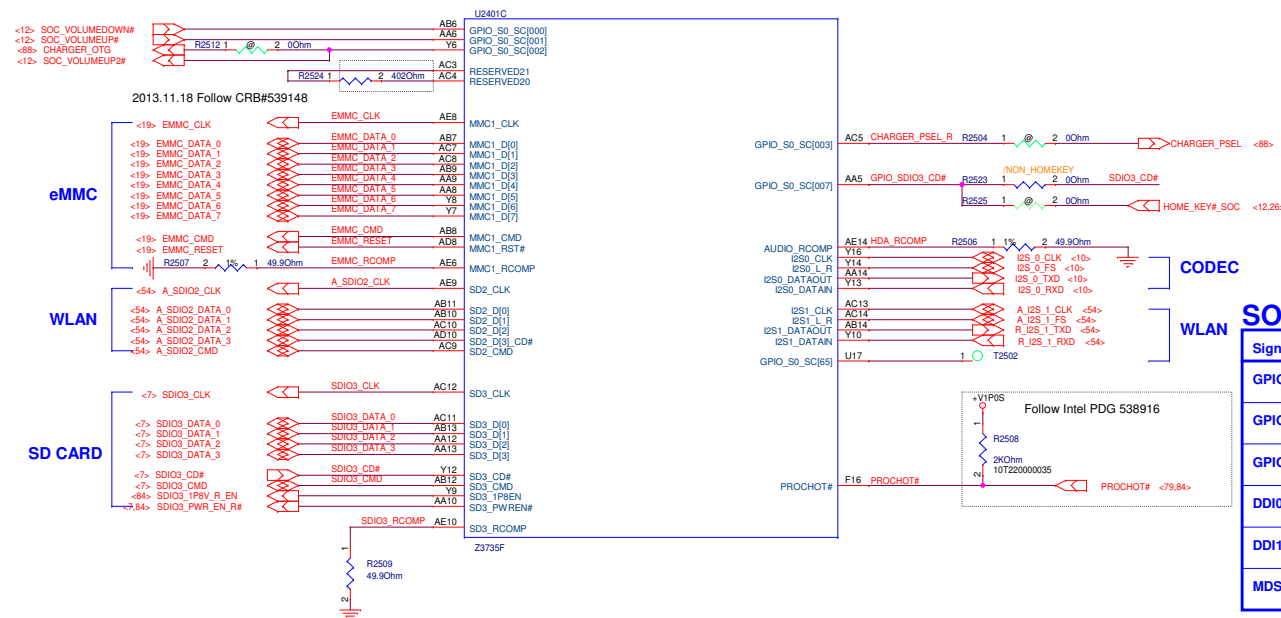 U2401C
<12> SOC_VOLUMEDOWN# AB6 GPIO_S0_SC[000]
<12> SOC_VOLUMEUP# AA6 GPIO_S0_SC[001]
<88> CHARGER_OTG R2512 1 @ 2 0Ohm Y6 GPIO_S0_SC[002]
<12> SOC_VOLUMEUP2#
AC3 RESERVED21
R2524 1 2 402Ohm AC4 RESERVED20
2013.11.18 Follow CRB#539148
<19> EMMC_CLK EMMC_CLK AE8 MMC1_CLK
<19> EMMC_DATA_0 EMMC_DATA_0 AB7 MMC1_D[0]
<19> EMMC_DATA_1 EMMC_DATA_1 AC7 MMC1_D[1]
<19> EMMC_DATA_2 EMMC_DATA_2 AC8 MMC1_D[2]
<19> EMMC_DATA_3 EMMC_DATA_3 AB9 MMC1_D[3]
<19> EMMC_DATA_4 EMMC_DATA_4 AA9 MMC1_D[4]
<19> EMMC_DATA_5 EMMC_DATA_5 AA8 MMC1_D[5]
<19> EMMC_DATA_6 EMMC_DATA_6 Y8 MMC1_D[6]
<19> EMMC_DATA_7 EMMC_DATA_7 Y7 MMC1_D[7]
eMMC
<19> EMMC_CMD EMMC_CMD AB8 MMC1_CMD
<19> EMMC_RESET EMMC_RESET AD8 MMC1_RST#
R2507 2 1% 1 49.9Ohm EMMC_RCOMP AE6 MMC1_RCOMP
<54> A_SDIO2_CLK A_SDIO2_CLK AE9 SD2_CLK
WLAN
<54> A_SDIO2_DATA_0 AB11 SD2_D[0]
<54> A_SDIO2_DATA_1 AB10 SD2_D[1]
<54> A_SDIO2_DATA_2 AC10 SD2_D[2]
<54> A_SDIO2_DATA_3 AD10 SD2_D[3]_CD#
<54> A_SDIO2_CMD AC9 SD2_CMD
<7> SDIO3_CLK SDIO3_CLK AC12 SD3_CLK
<7> SDIO3_DATA_0 SDIO3_DATA_0 AC11 SD3_D[0]
<7> SDIO3_DATA_1 SDIO3_DATA_1 AB13 SD3_D[1]
<7> SDIO3_DATA_2 SDIO3_DATA_2 AA12 SD3_D[2]
<7> SDIO3_DATA_3 SDIO3_DATA_3 AA13 SD3_D[3]
SD CARD
<7> SDIO3_CD# SDIO3_CD# Y12 SD3_CD#
<7> SDIO3_CMD SDIO3_CMD AB12 SD3_CMD
<84> SDIO3_1P8V_R_EN Y9 SD3_1P8EN
<7,84> SDIO3_PWR_EN_R# AA10 SD3_PWREN#
SDIO3_RCOMP AE10 SD3_RCOMP
Z3735F
1
R2509
49.9Ohm
2
GPIO_S0_SC[003] AC5 CHARGER_PSEL_R R2504 1 @ 2 0Ohm CHARGER_PSEL <88>
/NON_HOMEKEY
GPIO_S0_SC[007] AA5 GPIO_SDIO3_CD# R2523 1 2 0Ohm SDIO3_CD#
R2525 1 @ 2 0Ohm HOME_KEY#_SOC <12,26
AUDIO_RCOMP AE14 HDA_RCOMP R2506 1 1% 2 49.9Ohm
I2S0_CLK Y16 I2S_0_CLK <10>
I2S0_L_R Y14 I2S_0_FS <10>
I2S0_DATAOUT AA14 I2S_0_TXD <10>
I2S0_DATAIN Y13 I2S_0_RXD <10>
CODEC
I2S1_CLK AC13 A_I2S_1_CLK <54>
I2S1_L_R AC14 A_I2S_1_FS <54>
I2S1_DATAOUT AB14 R_I2S_1_TXD <54>
I2S1_DATAIN Y10 R_I2S_1_RXD <54>
WLAN
GPIO_S0_SC[65] U17 1 T2502
+V1P0S
Follow Intel PDG 538916
1
R2508
2KOhm
10T220000035
2
PROCHOT# F16 PROCHOT# PROCHOT# <79,84>
SO
Sign
GPIO
GPIO
GPIO
DDI0
DDI1
MDS